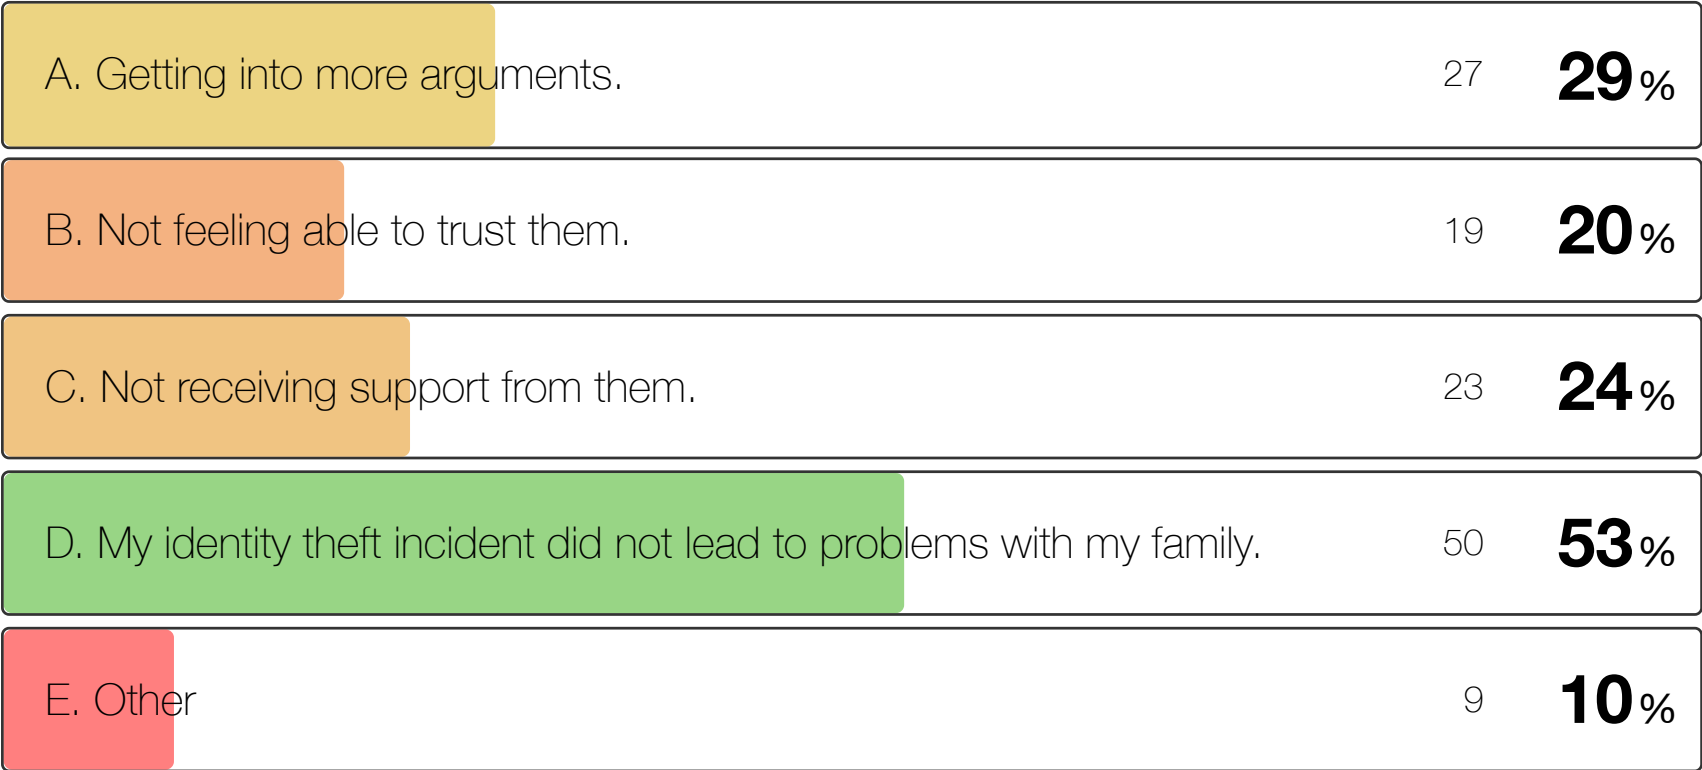 A. Getting into more arguments. 27 29%
B. Not feeling able to trust them. 19 20%
C. Not receiving support from them. 23 24%
D. My identity theft incident did not lead to problems with my family. 50 53%
E. Other 9 10%